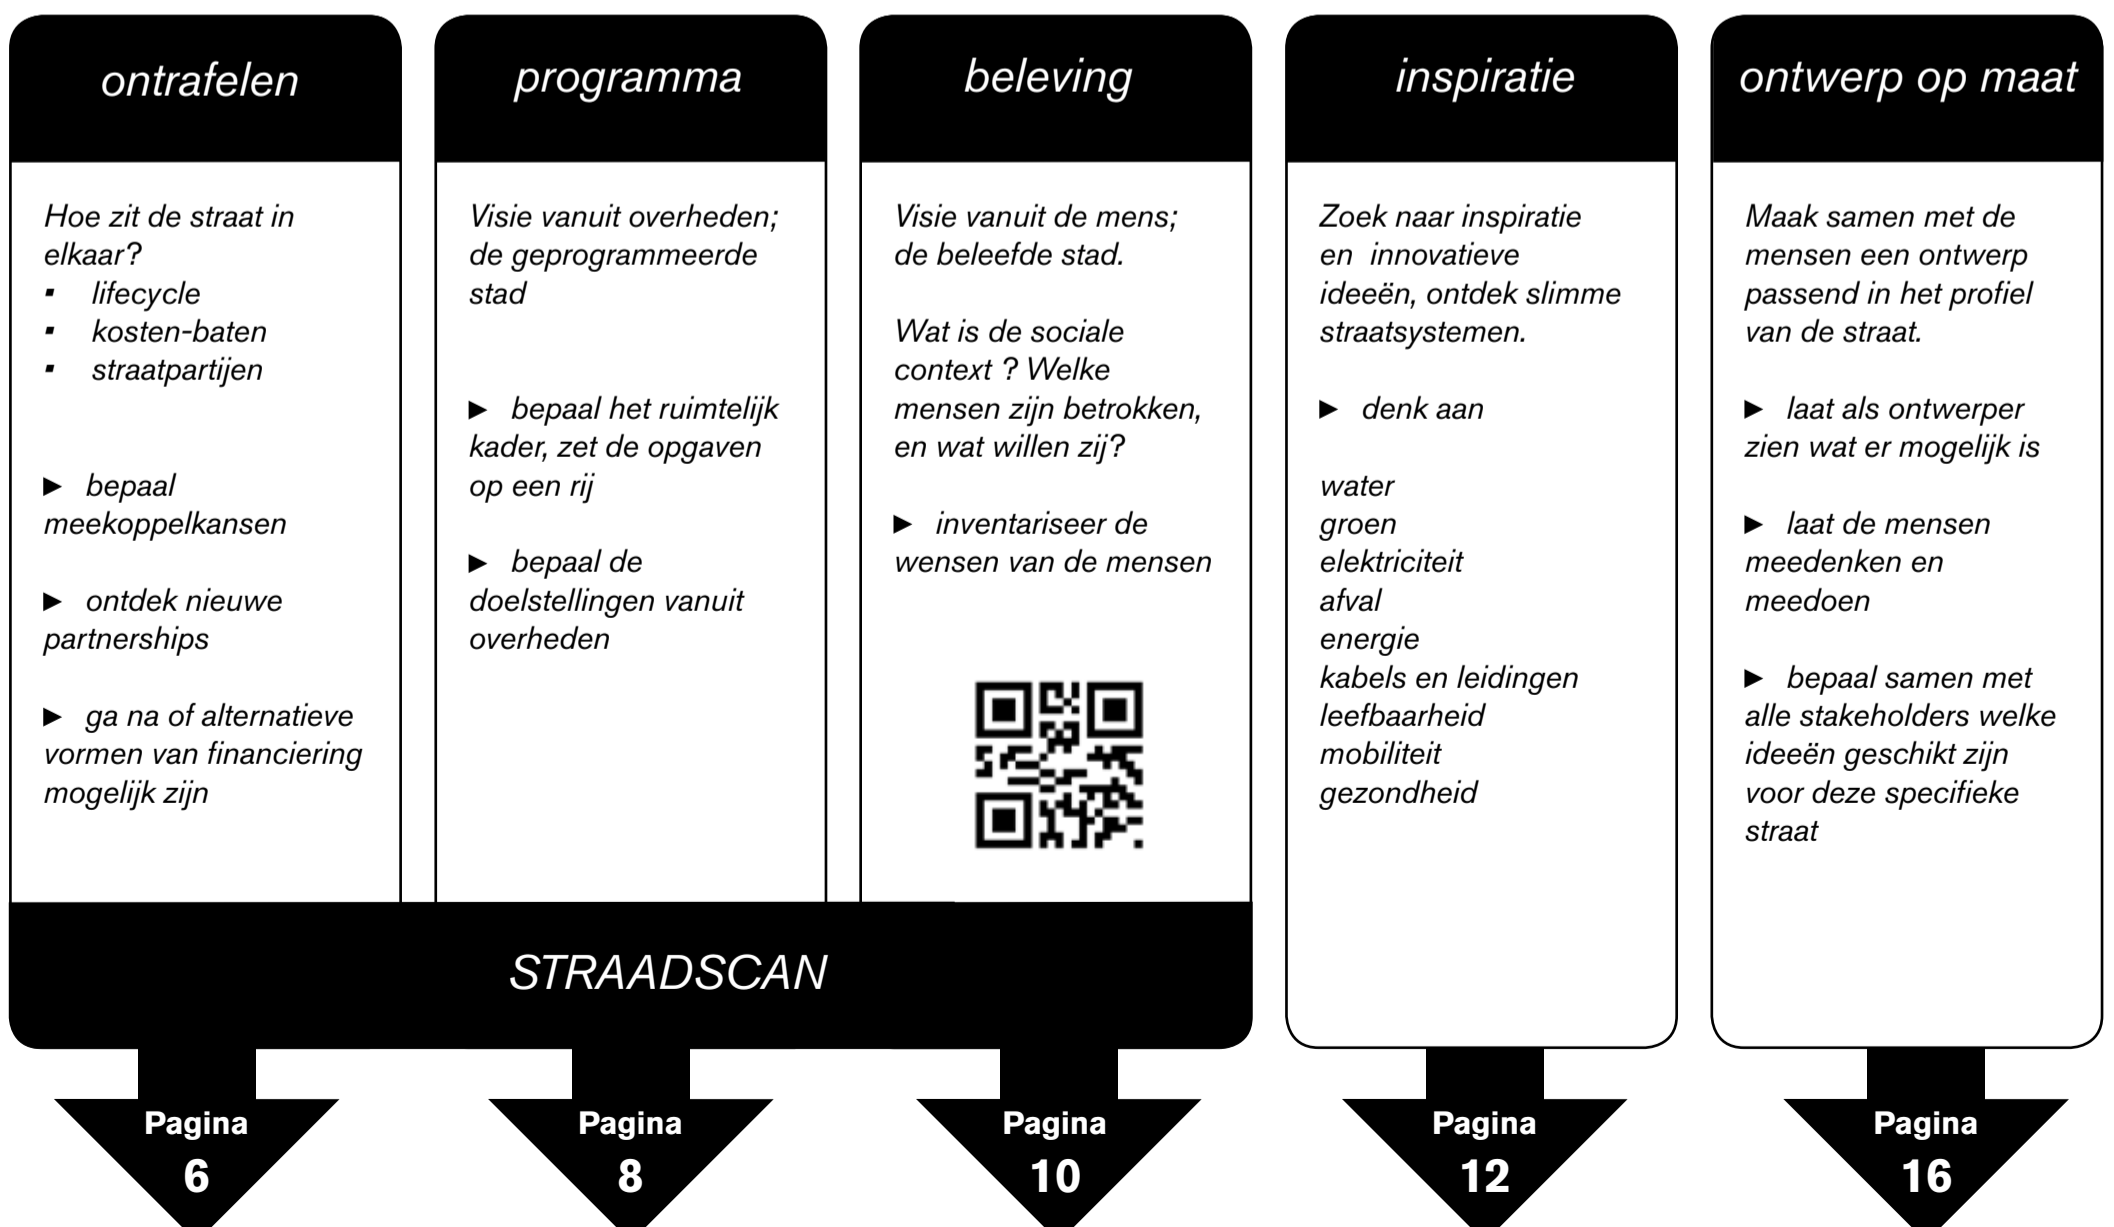 ontrafelen
Hoe zit de straat in
elkaar?
▪ lifecycle
▪ kosten-baten
▪ straatpartijen
► bepaal
meekoppelkansen
► ontdek nieuwe
partnerships
► ga na of alternatieve
vormen van financiering
mogelijk zijn
programma
Visie vanuit overheden;
de geprogrammeerde
stad
► bepaal het ruimtelijk
kader, zet de opgaven
op een rij
► bepaal de
doelstellingen vanuit
overheden
beleving
Visie vanuit de mens;
de beleefde stad.
Wat is de sociale
context ? Welke
mensen zijn betrokken,
en wat willen zij?
► inventariseer de
wensen van de mensen
STRAADSCAN
inspiratie
Zoek naar inspiratie
en innovatieve
ideeën, ontdek slimme
straatsystemen.
► denk aan
water
groen
elektriciteit
afval
energie
kabels en leidingen
leefbaarheid
mobiliteit
gezondheid
ontwerp op maat
Maak samen met de
mensen een ontwerp
passend in het profiel
van de straat.
► laat als ontwerper
zien wat er mogelijk is
► laat de mensen
meedenken en
meedoen
► bepaal samen met
alle stakeholders welke
ideeën geschikt zijn
voor deze specifieke
straat
Pagina
6
Pagina
8
Pagina
10
Pagina
12
Pagina
16